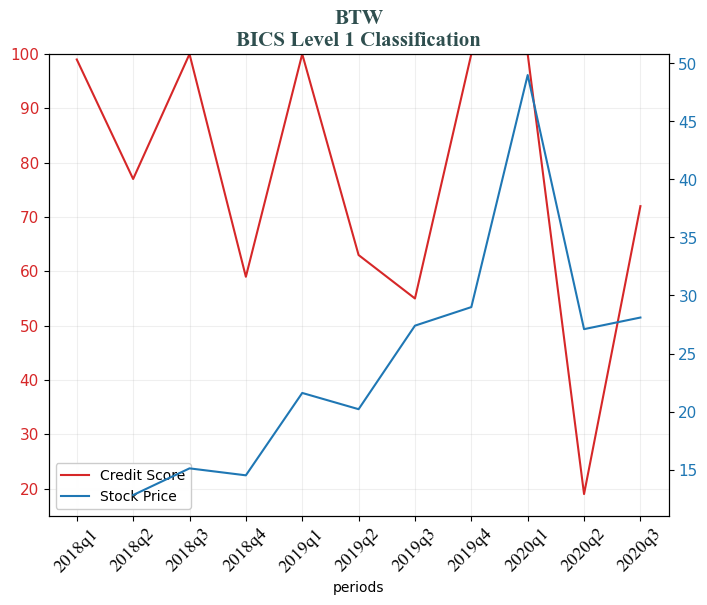 BTW
BICS Level 1 Classification
100
90
80
70
60
50
40
30
20
50
45
40
35
30
25
20
15
Credit Score
Stock Price
2018q1
2018q2
2018q3
2018q4
2019q1
2019q2
2019q3
2019q4
2020q1
2020q2
2020q3
periods